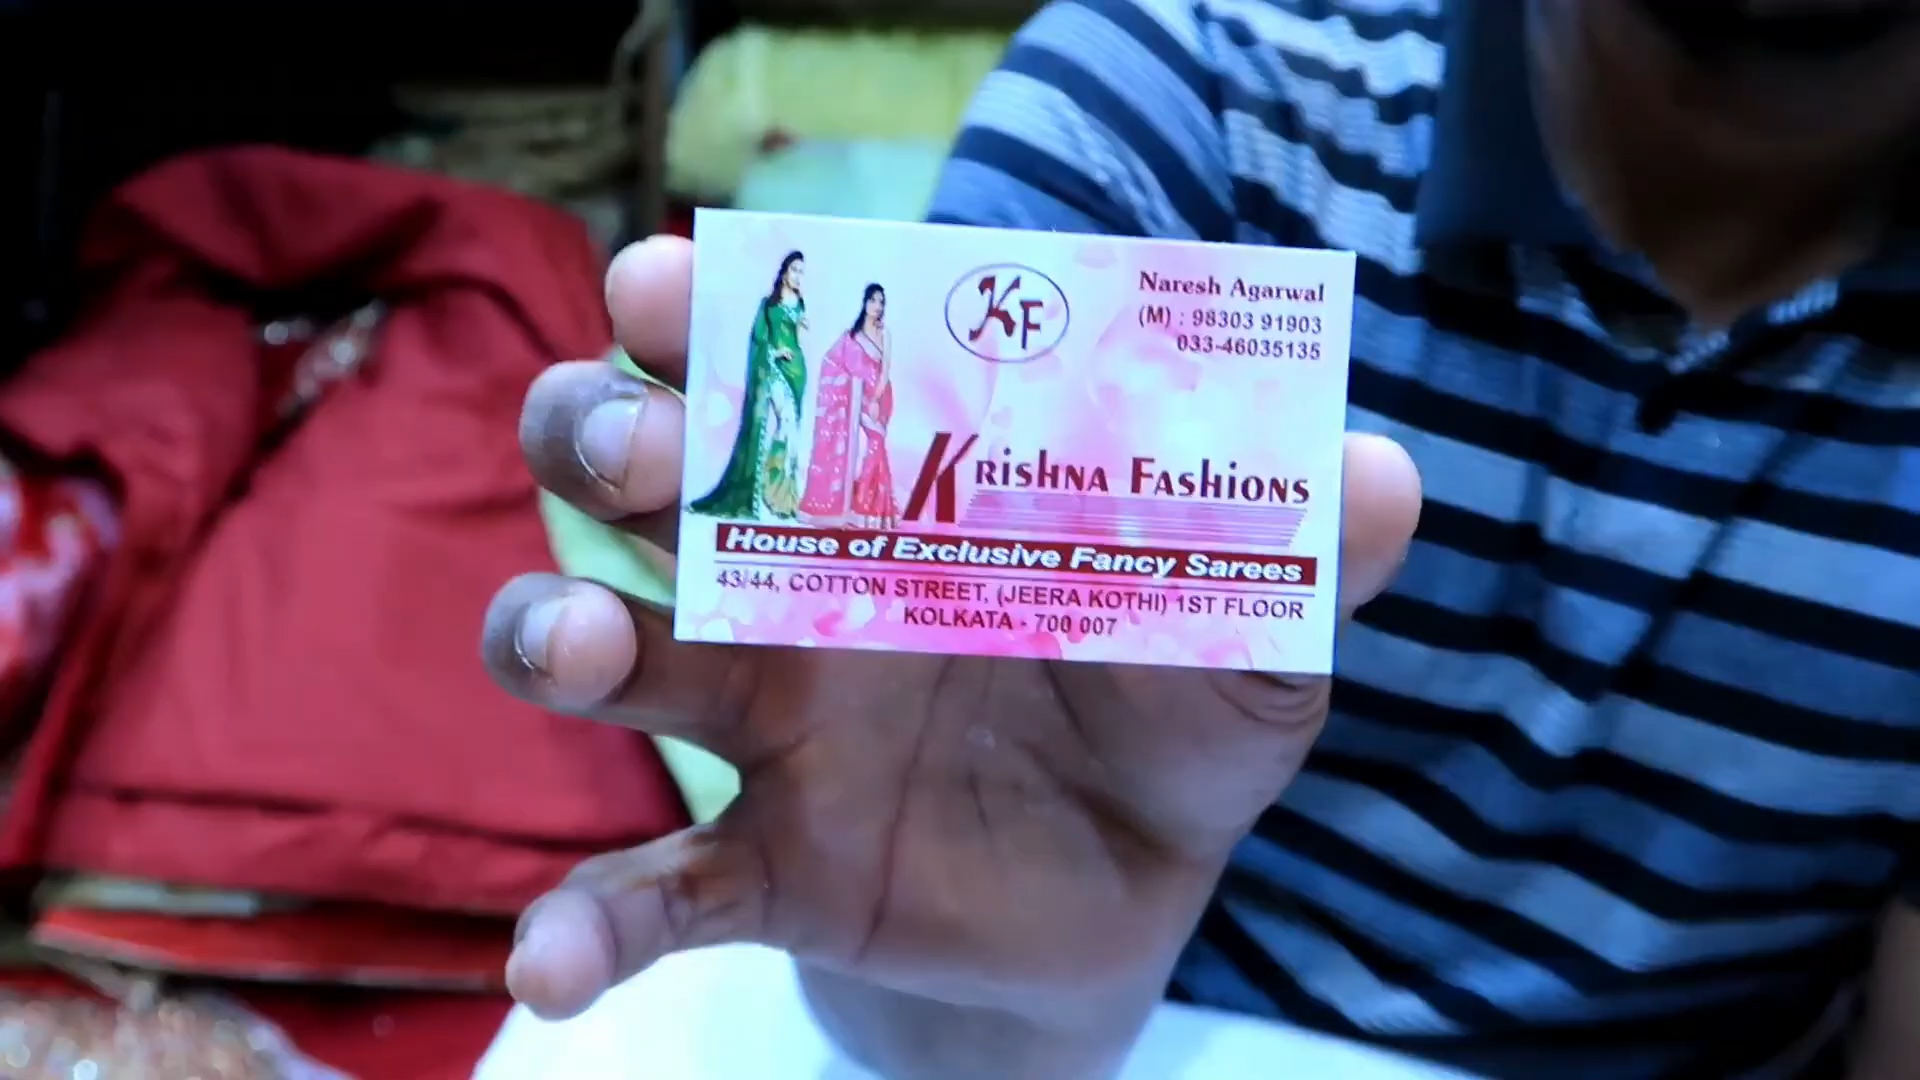 KF
Naresh Agarwal
(M) : 98303 91903
033-46035135
KRISHNA FASHIONS
House of Exclusive Fancy Sarees
43/44, COTTON STREET, (JEERA KOTHI) 1ST FLOOR
KOLKATA - 700 007